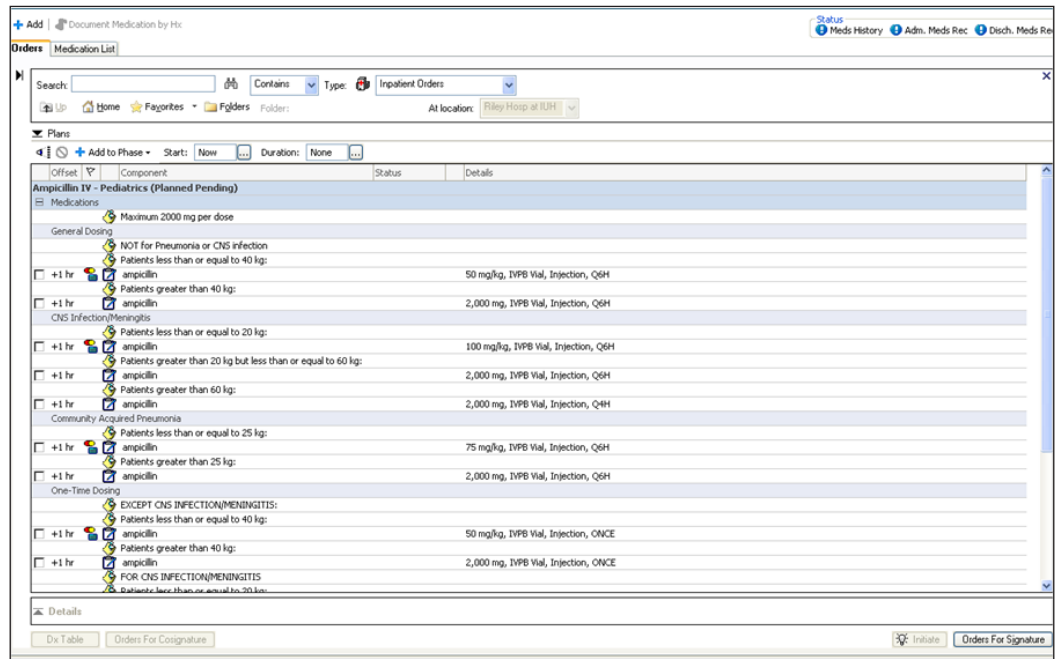 Add | Document Medication by Hx
Status
Meds History Adm. Meds Rec Disch. Meds Re
Orders Medication List
Search: Contains Type: Inpatient Orders
Up Home Favorites Folders Folder: At location: Riley Hosp at IUH
Plans
Add to Phase Start: Now ... Duration: None ...
Offset Component Status Details
Ampicillin IV - Pediatrics (Planned Pending)
Medications
Maximum 2000 mg per dose
General Dosing
NOT for Pneumonia or CNS infection
Patients less than or equal to 40 kg:
+1 hr ampicillin 50 mg/kg, IVPB Vial, Injection, Q6H
Patients greater than 40 kg:
+1 hr ampicillin 2,000 mg, IVPB Vial, Injection, Q6H
CNS Infection/Meningitis
Patients less than or equal to 20 kg:
+1 hr ampicillin 100 mg/kg, IVPB Vial, Injection, Q6H
Patients greater than 20 kg but less than or equal to 60 kg:
+1 hr ampicillin 2,000 mg, IVPB Vial, Injection, Q6H
Patients greater than 60 kg:
+1 hr ampicillin 2,000 mg, IVPB Vial, Injection, Q4H
Community Acquired Pneumonia
Patients less than or equal to 25 kg:
+1 hr ampicillin 75 mg/kg, IVPB Vial, Injection, Q6H
Patients greater than 25 kg:
+1 hr ampicillin 2,000 mg, IVPB Vial, Injection, Q6H
One-Time Dosing
EXCEPT CNS INFECTION/MENINGITIS:
Patients less than or equal to 40 kg:
+1 hr ampicillin 50 mg/kg, IVPB Vial, Injection, ONCE
Patients greater than 40 kg:
+1 hr ampicillin 2,000 mg, IVPB Vial, Injection, ONCE
FOR CNS INFECTION/MENINGITIS
Patients less than or equal to 20 kg:
Details
Dx Table Orders For Cosignature Initiate Orders For Signature